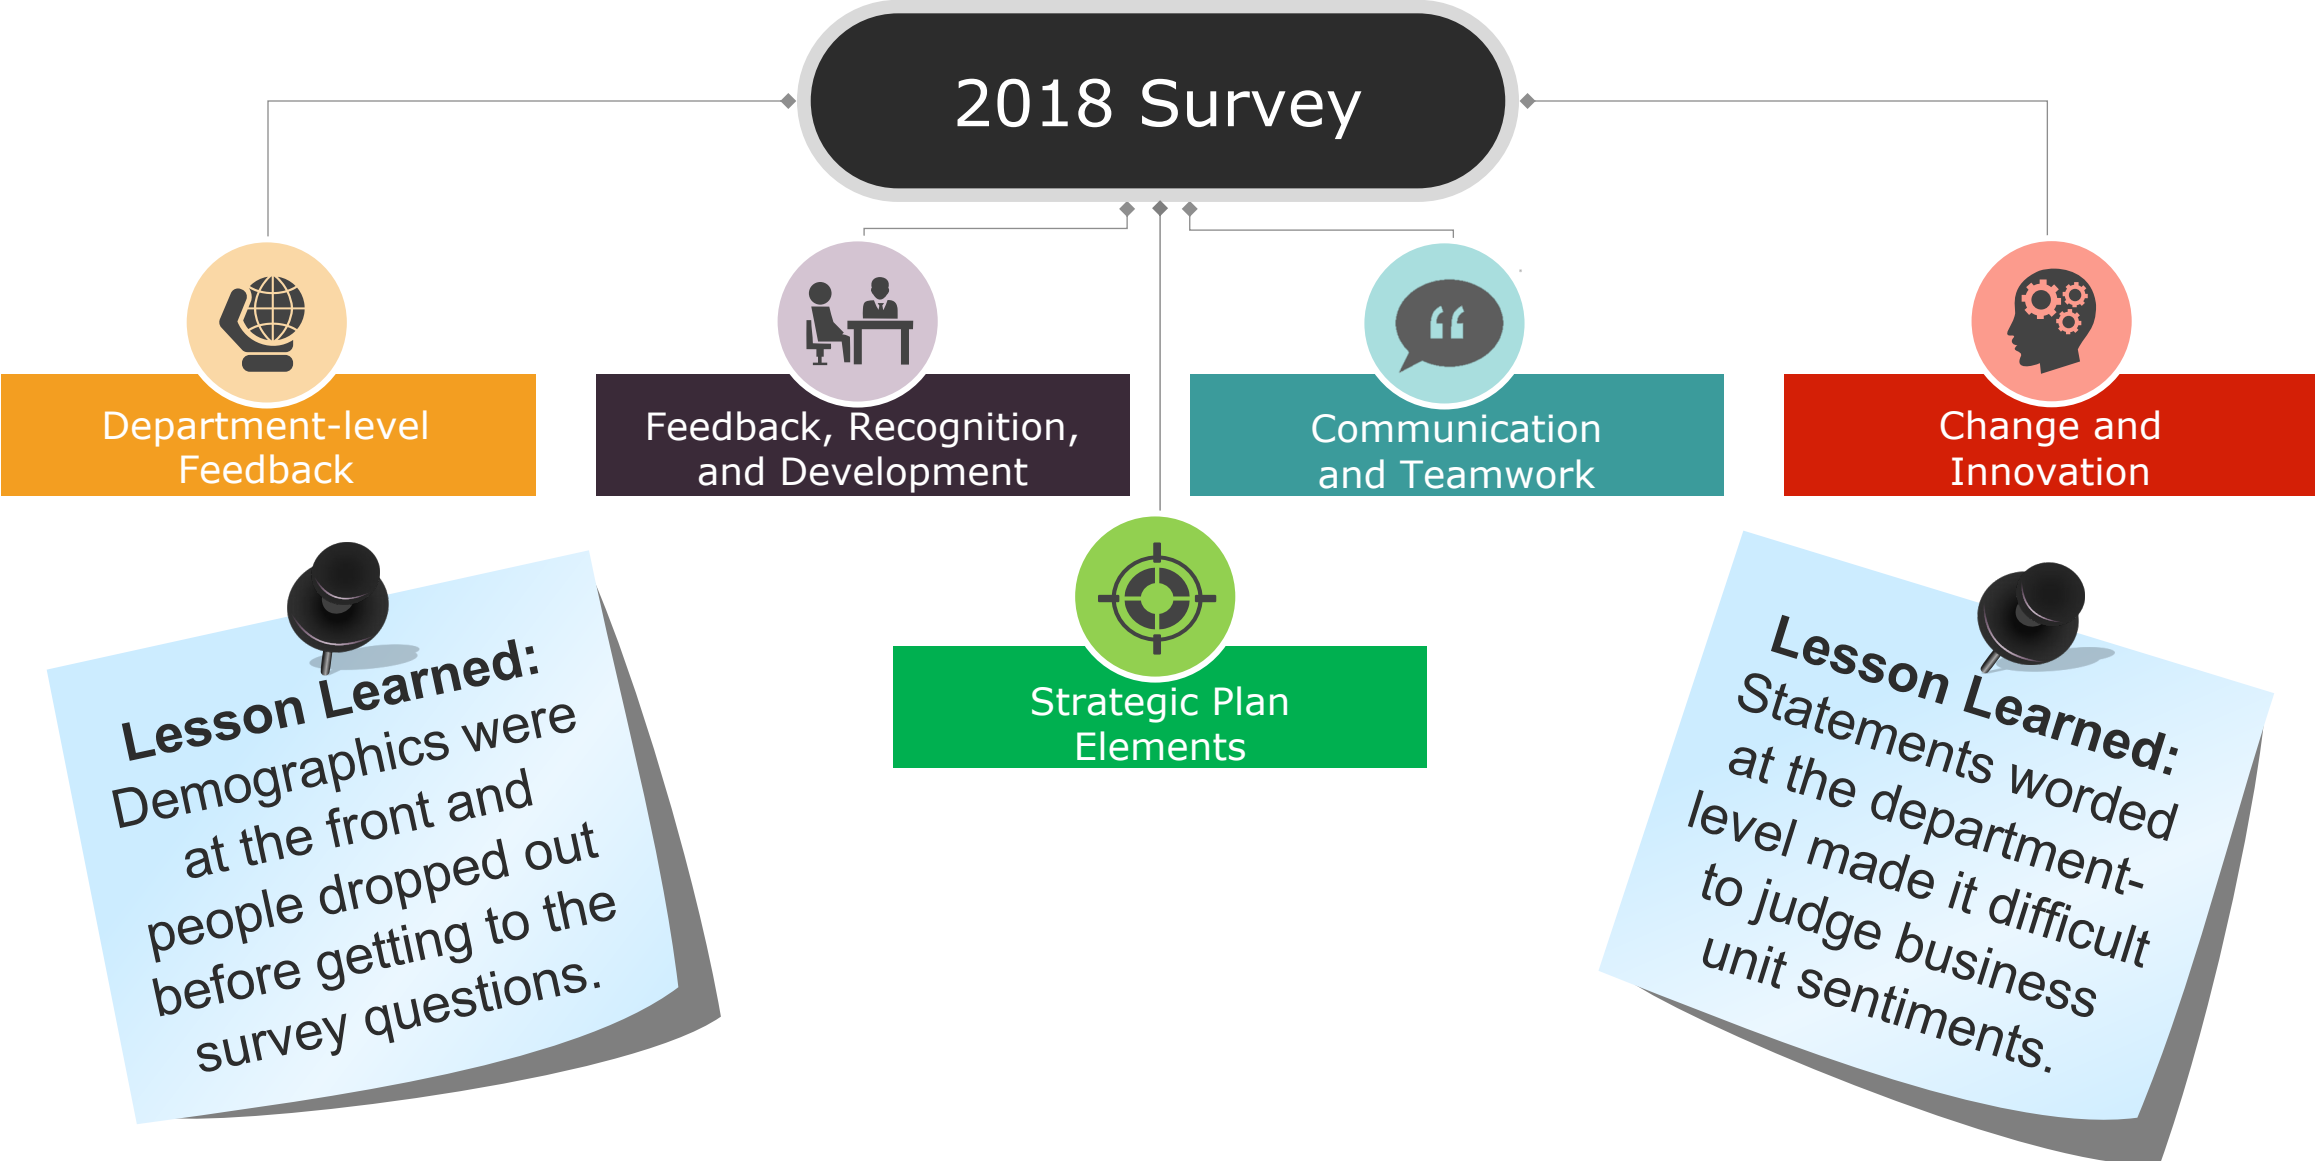 2018 Survey
Department-level
Feedback
Feedback, Recognition,
and Development
Communication
and Teamwork
Change and
Innovation
Strategic Plan
Elements
Lesson Learned:
Demographics were
at the front and
people dropped out
before getting to the
survey questions.
Lesson Learned:
Statements worded
at the department-
level made it difficult
to judge business
unit sentiments.